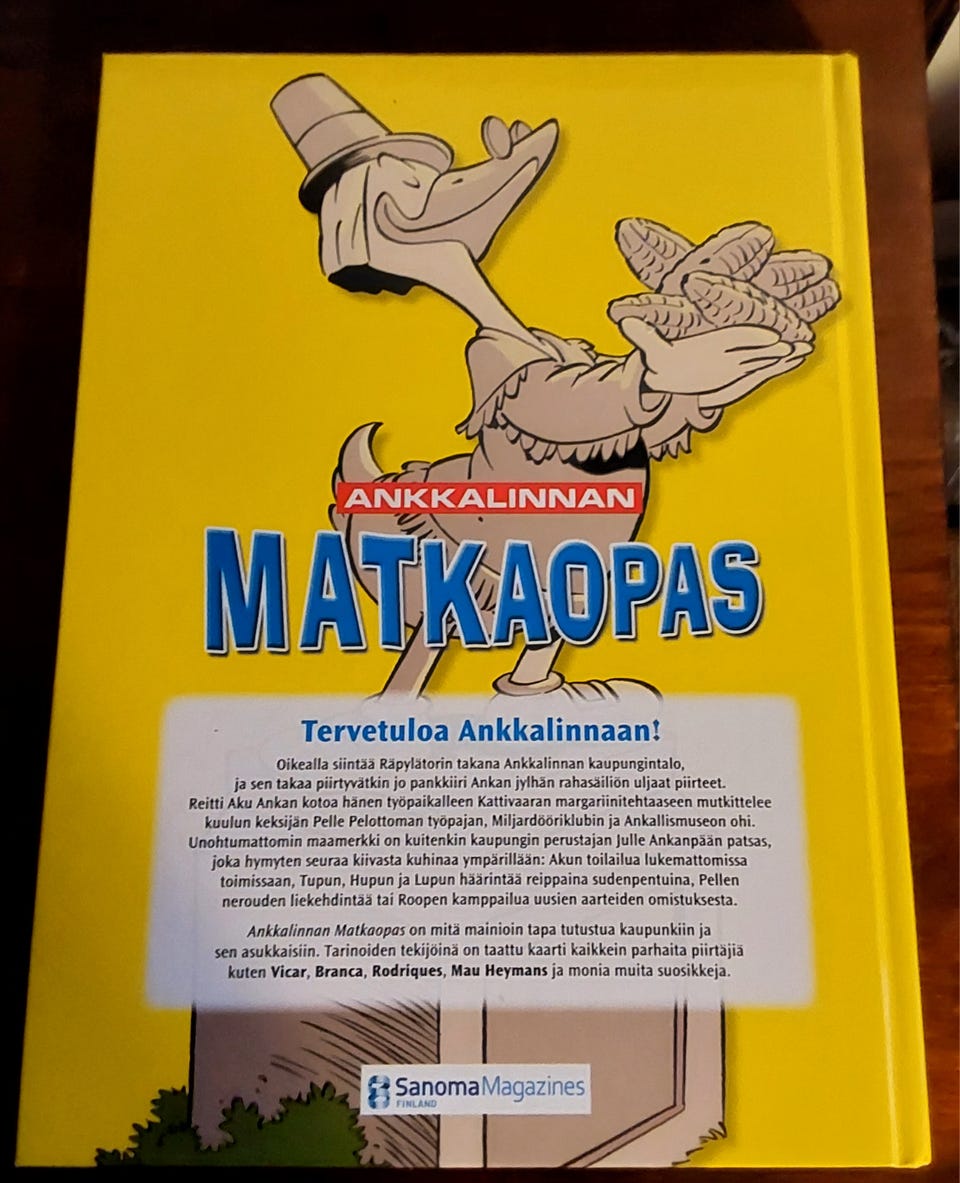 ANKKALINNAN
MATKAOPAS
Tervetuloa Ankkalinnaan!
Oikealla siintää Räpylätorin takana Ankkalinnan kaupungintalo,
ja sen takaa piirtyvätkin jo pankkiiri Ankan jylhän rahasäiliön uljaat piirteet.
Reitti Aku Ankan kotoa hänen työpaikalleen Kattivaaran margariinitehtaaseen mutkittelee
kuulun keksijän Pelle Pelottoman työpajan, Miljardööriklubin ja Ankallismuseon ohi.
Unohtumattomin maamerkki on kuitenkin kaupungin perustajan Julle Ankanpään patsas,
joka hymyten seuraa kiivasta kuhinaa ympärillään: Akun toilailua lukemattomissa
toimissaan, Tupun, Hupun ja Lupun häärintää reippaina sudenpentuina, Pellen
nerouden liekehdintää tai Roopen kamppailua uusien aarteiden omistuksesta.
Ankkalinnan Matkaopas on mitä mainioin tapa tutustua kaupunkiin ja
sen asukkaisiin. Tarinoiden tekijöinä on taattu kaarti kaikkein parhaita piirtäjiä
kuten Vicar, Branca, Rodriques, Mau Heymans ja monia muita suosikkeja.
SanomaMagazines
FINLAND